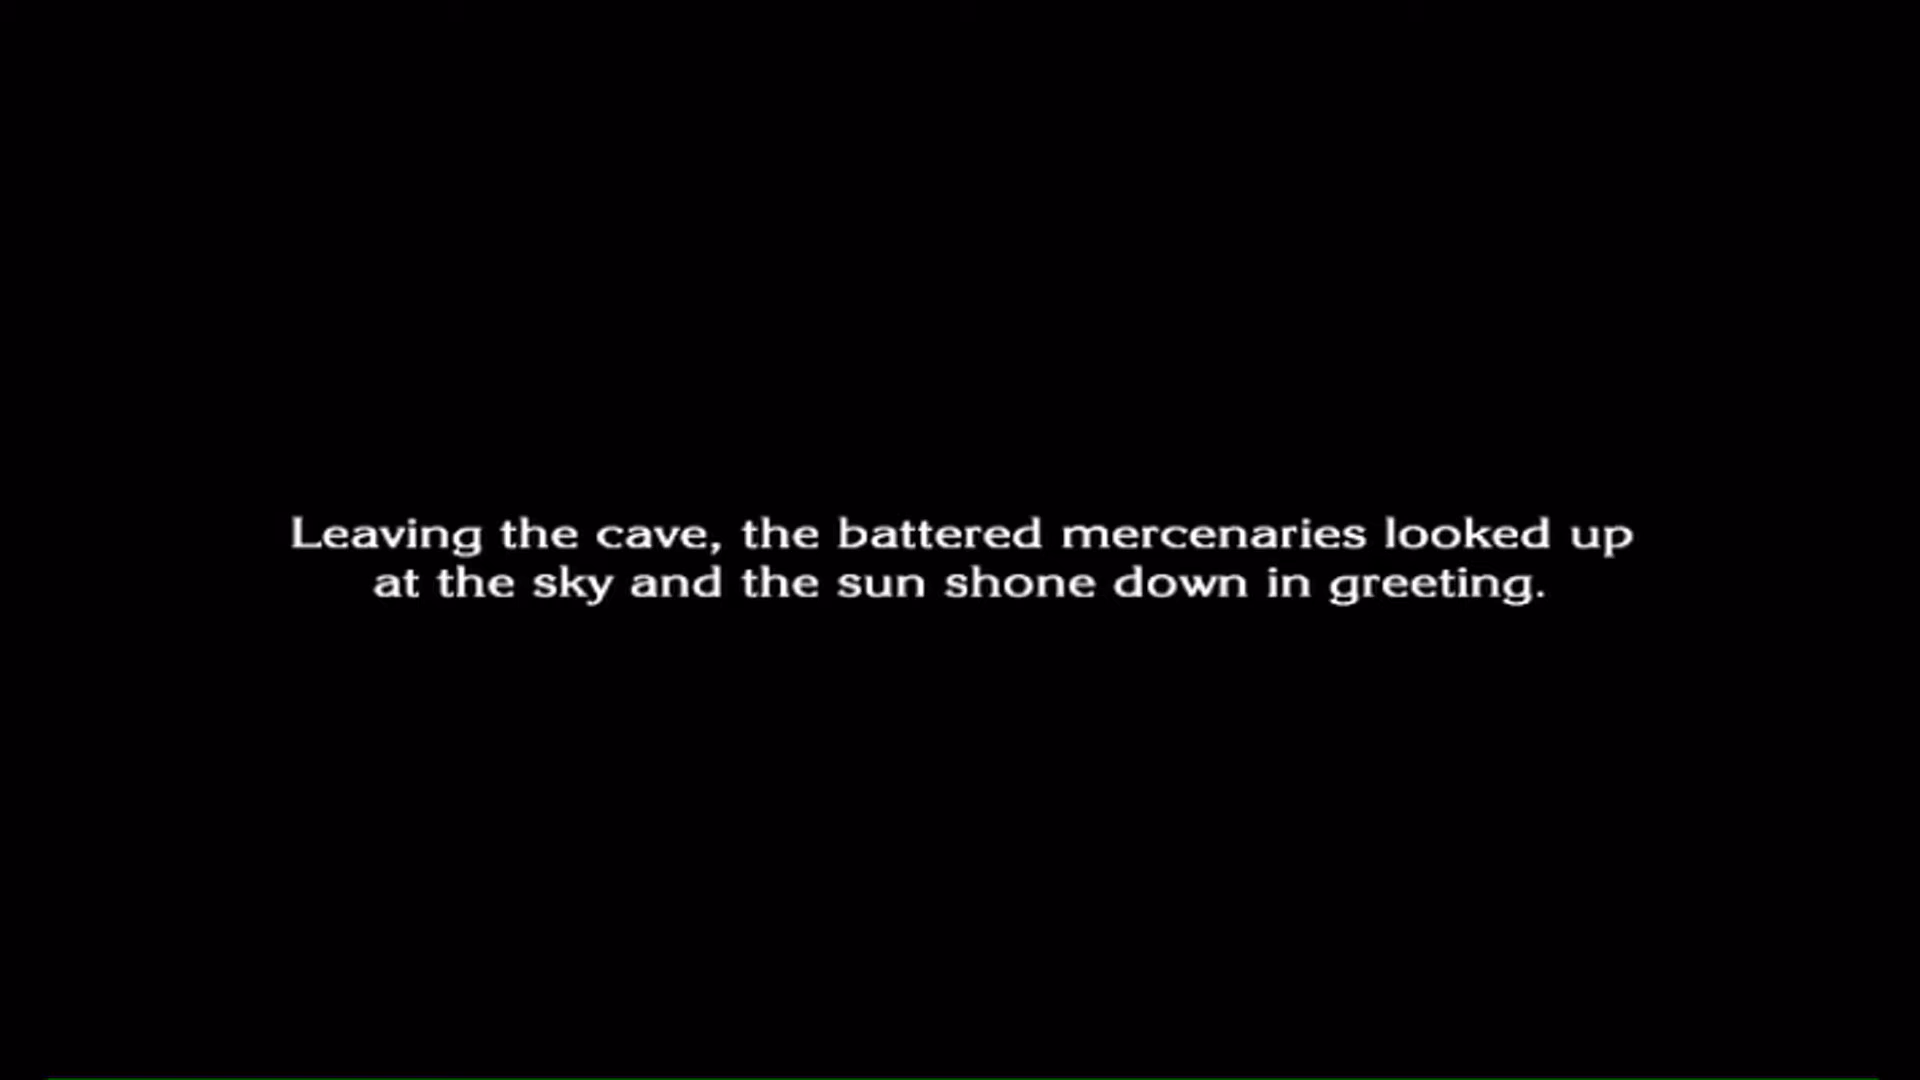 Leaving the cave, the battered mercenaries looked up
at the sky and the sun shone down in greeting.